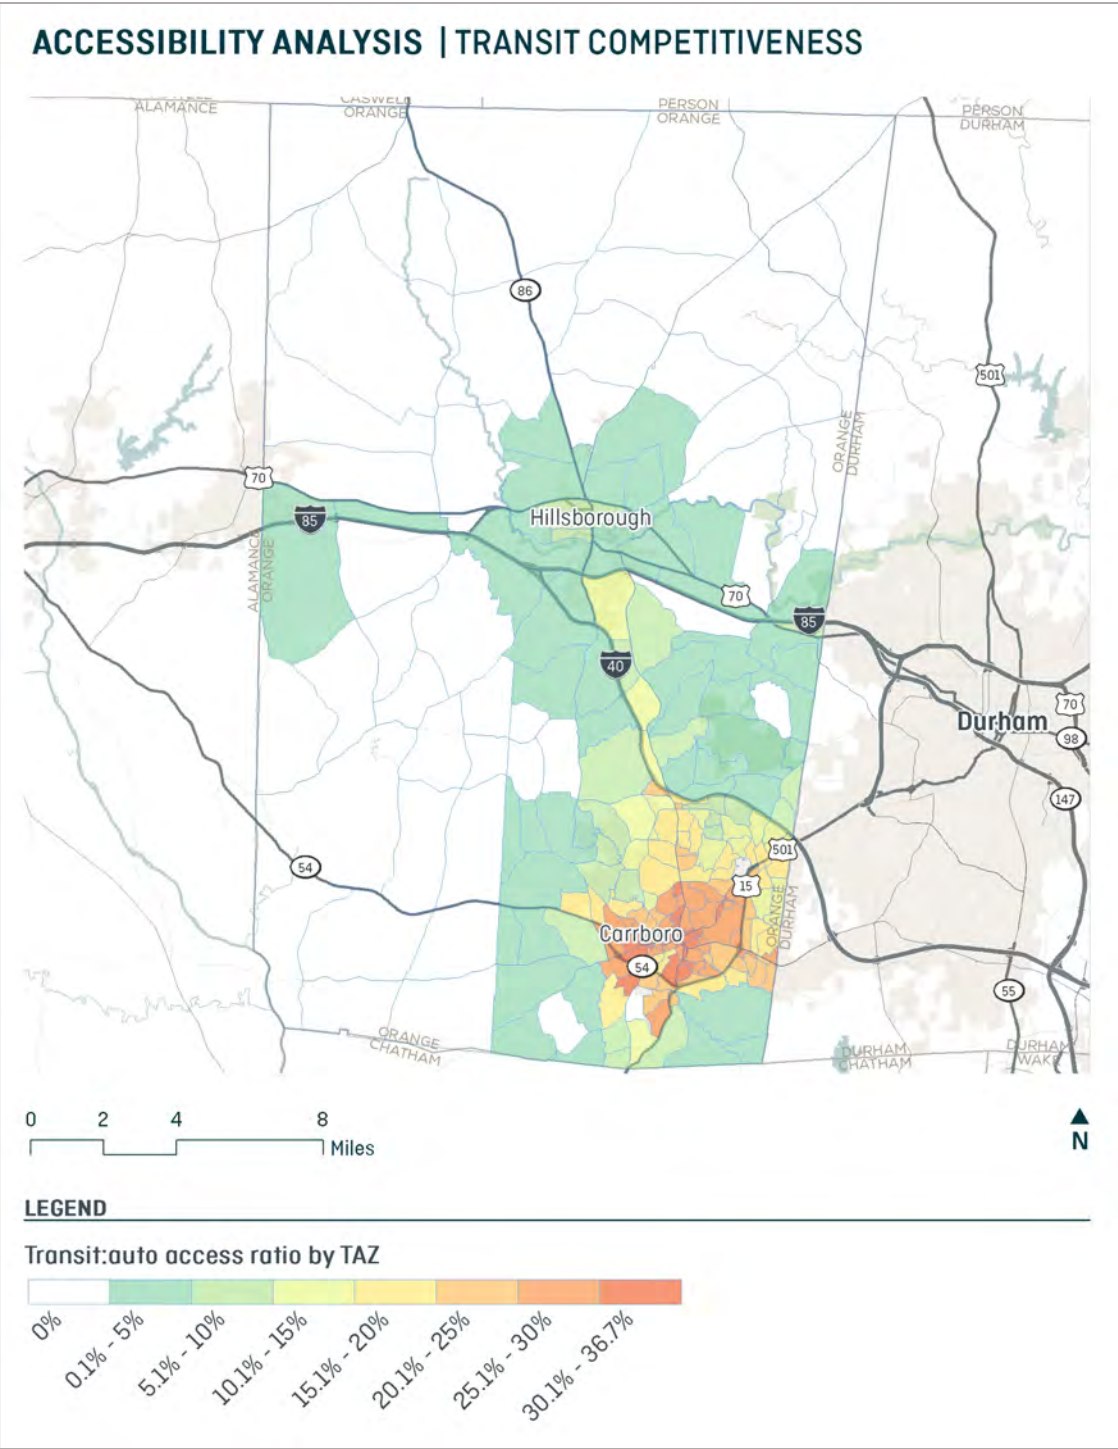 ACCESSIBILITY ANALYSIS | TRANSIT COMPETITIVENESS
ALAMANCE
CASWELL
ORANGE
PERSON
ORANGE
PERSON
DURHAM
86
501
ORANGE
DURHAM
70
85
Hillsborough
ALAMANCE
ORANGE
70
85
40
70
Durham
98
147
501
54
15
ORANGE
DURHAM
Carrboro
54
55
ORANGE
CHATHAM
DURHAM
CHATHAM
DURHAM
WAKE
0 2 4 8
Miles
N
LEGEND
Transit:auto access ratio by TAZ
0%
0.1% - 5%
5.1% - 10%
10.1% - 15%
15.1% - 20%
20.1% - 25%
25.1% - 30%
30.1% - 36.7%